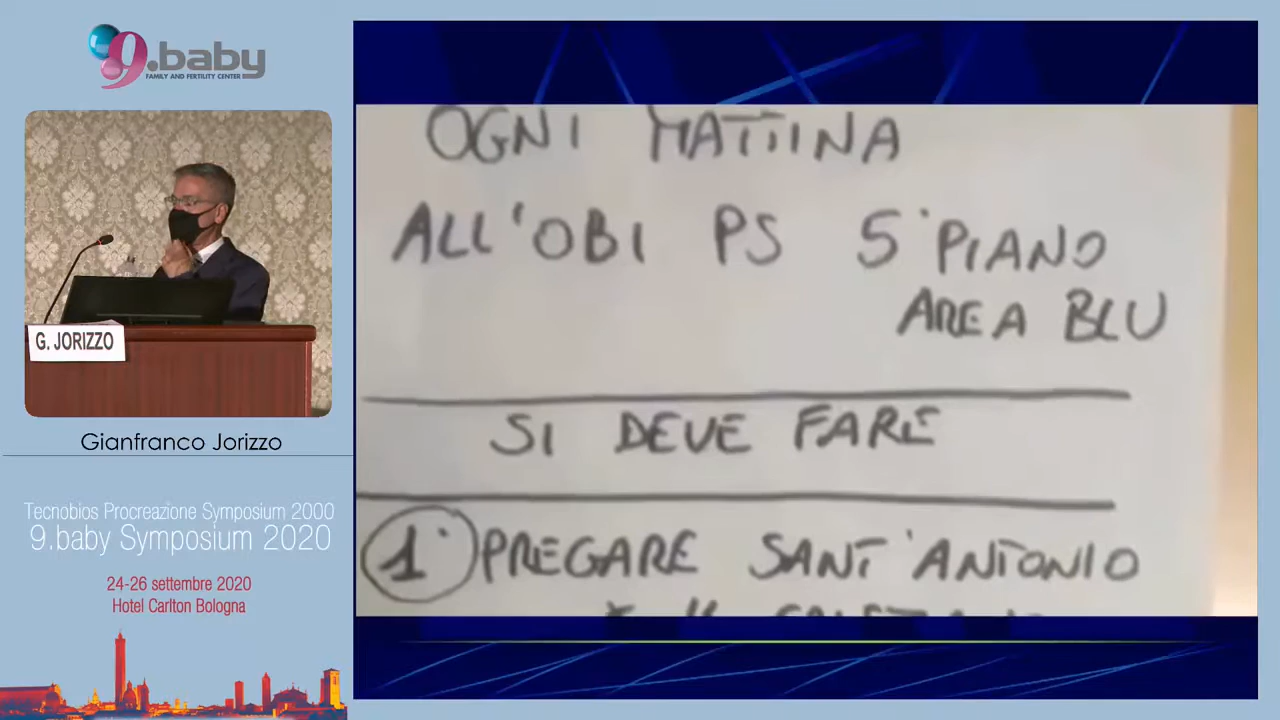 9.baby
FAMILY AND FERTILITY CENTER
G. JORIZZO
Gianfranco Jorizzo
Tecnobios Procreazione Symposium 2000
9.baby Symposium 2020
24-26 settembre 2020
Hotel Carlton Bologna
OGNI MATTINA
ALL'OBI PS 5° PIANO
AREA BLU
SI DEVE FARE
1° PREGARE SANT'ANTONIO